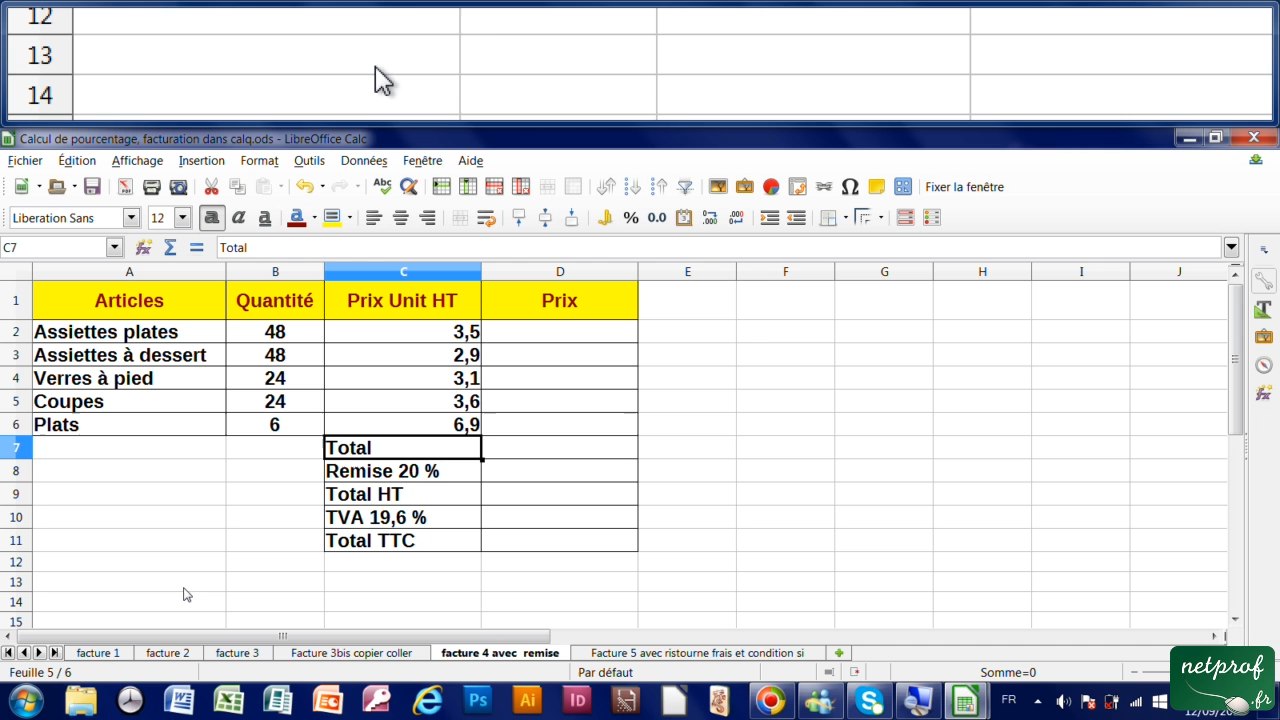 12
13
14
Calcul de pourcentage, facturation dans calq.ods - LibreOffice Calc
Fichier Édition Affichage Insertion Format Outils Données Fenêtre Aide
Fixer la fenêtre
Liberation Sans 12
C7 Total
A B C D E F G H I J
1 Articles Quantité Prix Unit HT Prix
2 Assiettes plates 48 3,5
3 Assiettes à dessert 48 2,9
4 Verres à pied 24 3,1
5 Coupes 24 3,6
6 Plats 6 6,9
7 Total
8 Remise 20 %
9 Total HT
10 TVA 19,6 %
11 Total TTC
12
13
14
15
facture 1 facture 2 facture 3 Facture 3bis copier coller facture 4 avec remise Facture 5 avec ristourne frais et condition si
Feuille 5 / 6 Par défaut Somme=0
netprof
.fr
Ps Ai Id FR